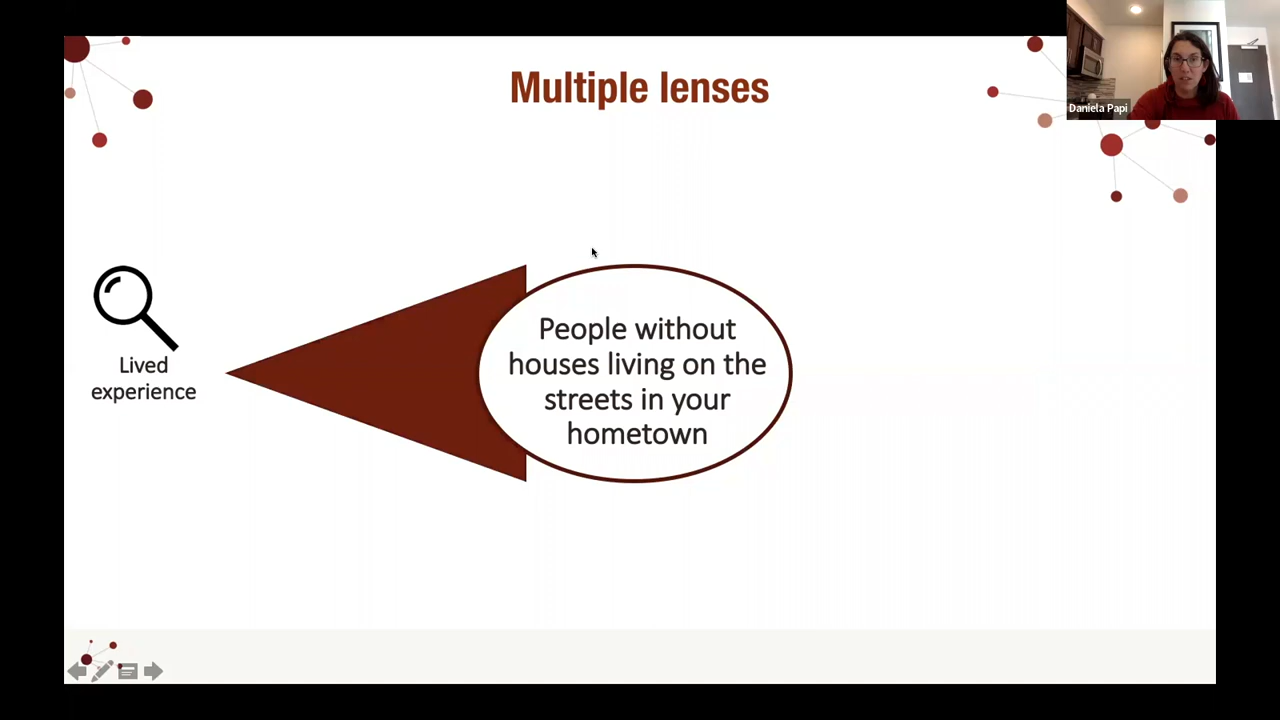 Multiple lenses
Daniela Papi
Lived
experience
People without
houses living on the
streets in your
hometown